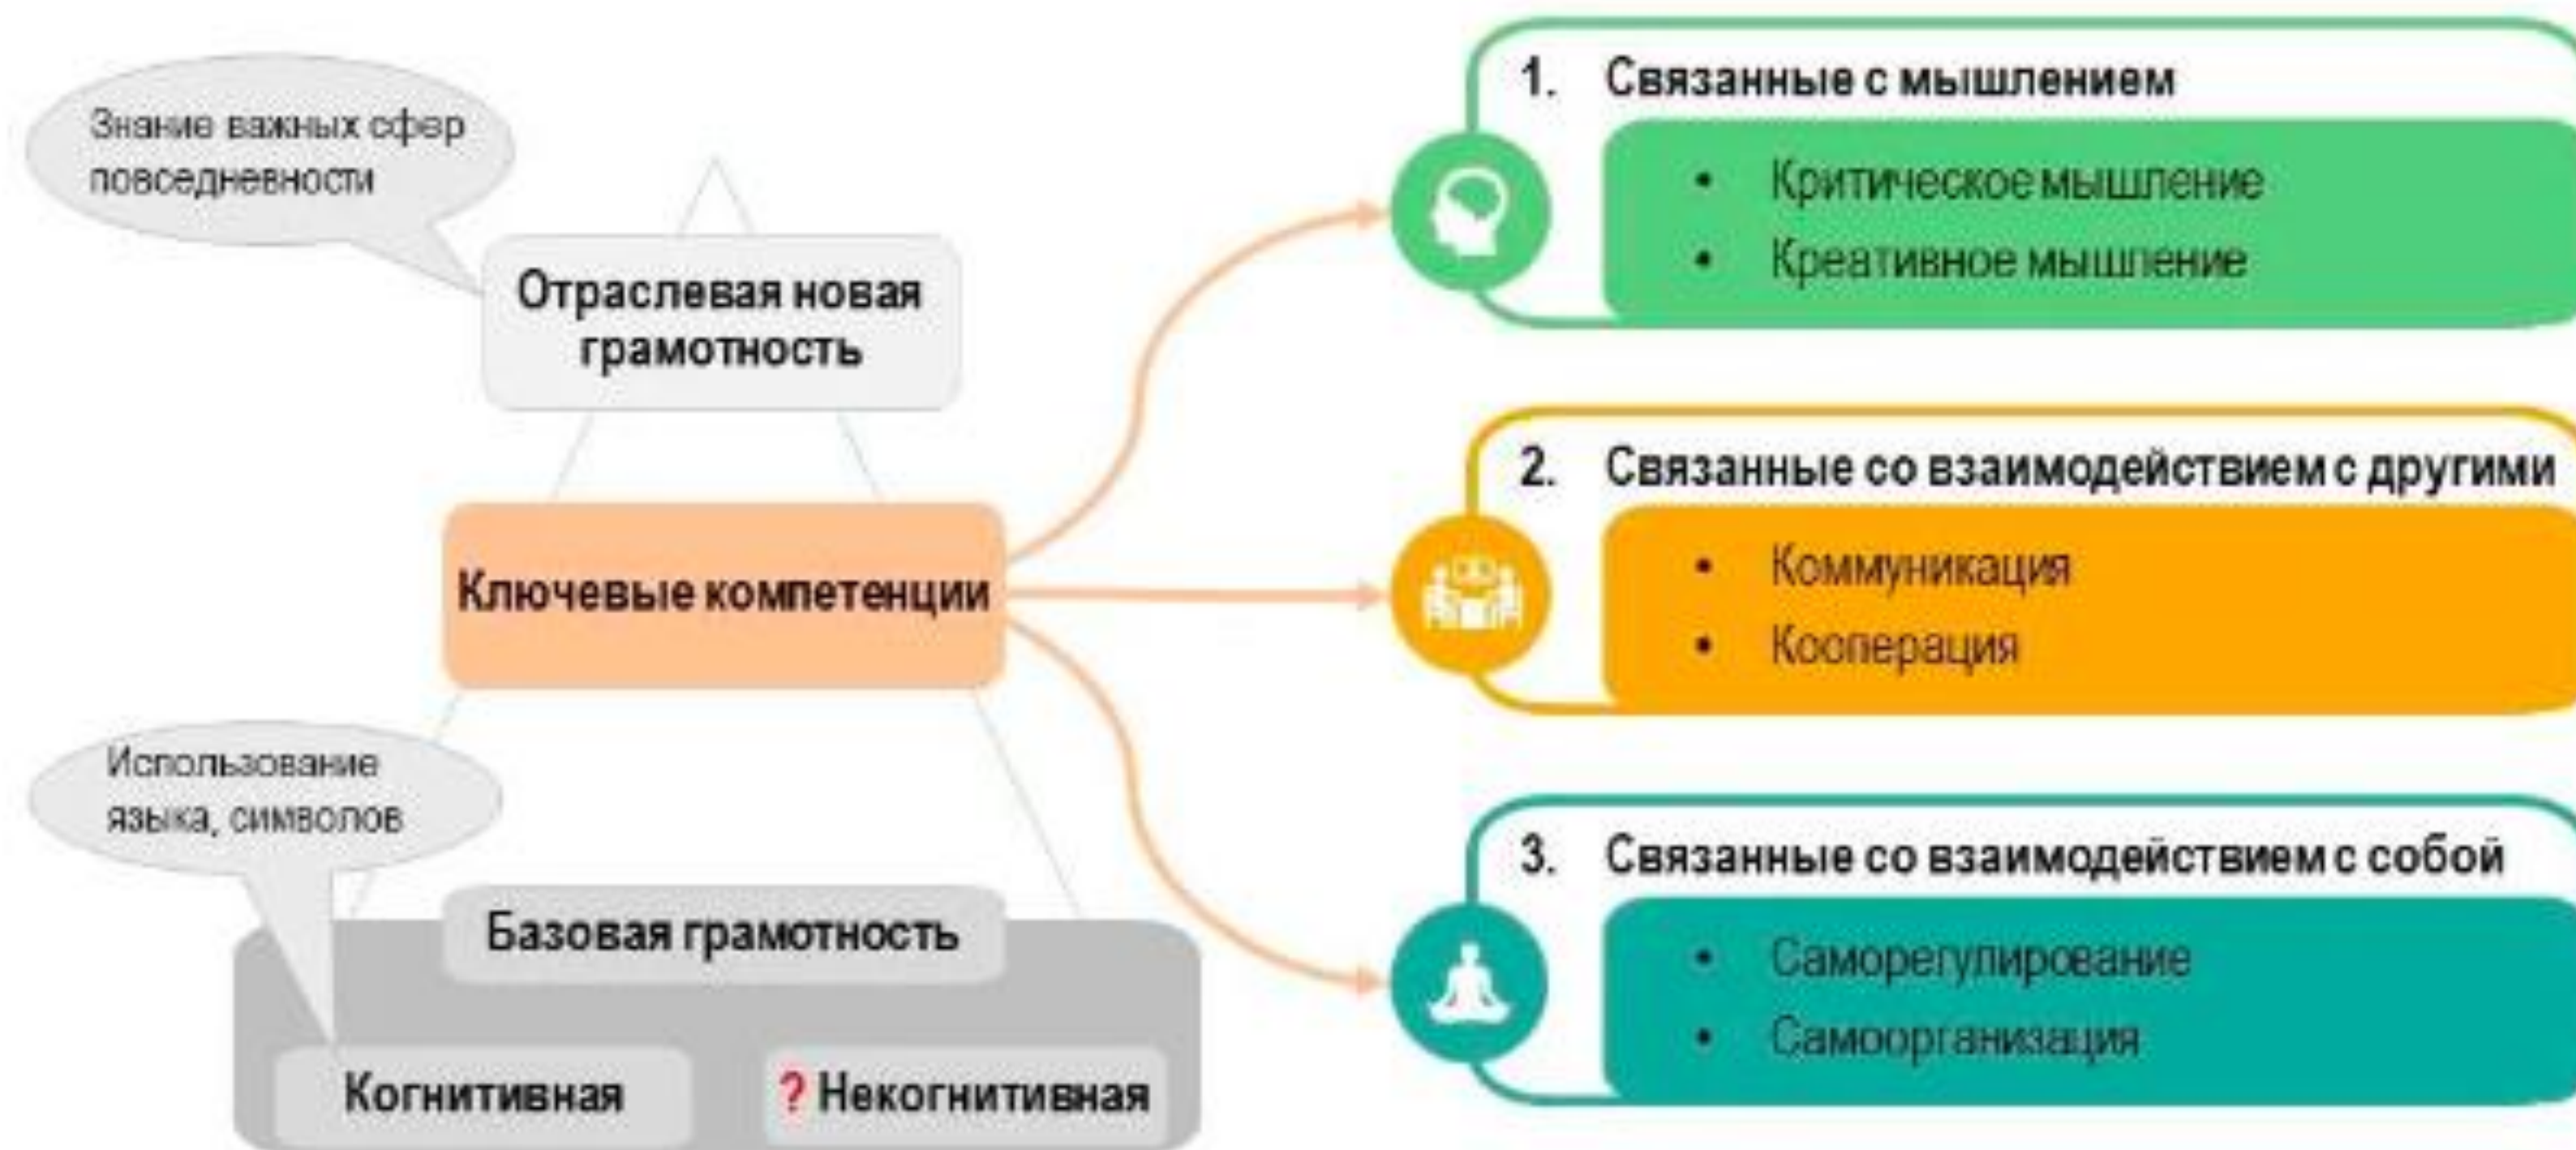 Знание важных сфер
повседневности
Отраслевая новая
грамотность
Ключевые компетенции
Использование
языка, символов
Базовая грамотность
Когнитивная
? Некогнитивная
1. Связанные с мышлением
• Критическое мышление
• Креативное мышление
2. Связанные со взаимодействием с другими
• Коммуникация
• Кооперация
3. Связанные со взаимодействием с собой
• Саморегулирование
• Самоорганизация